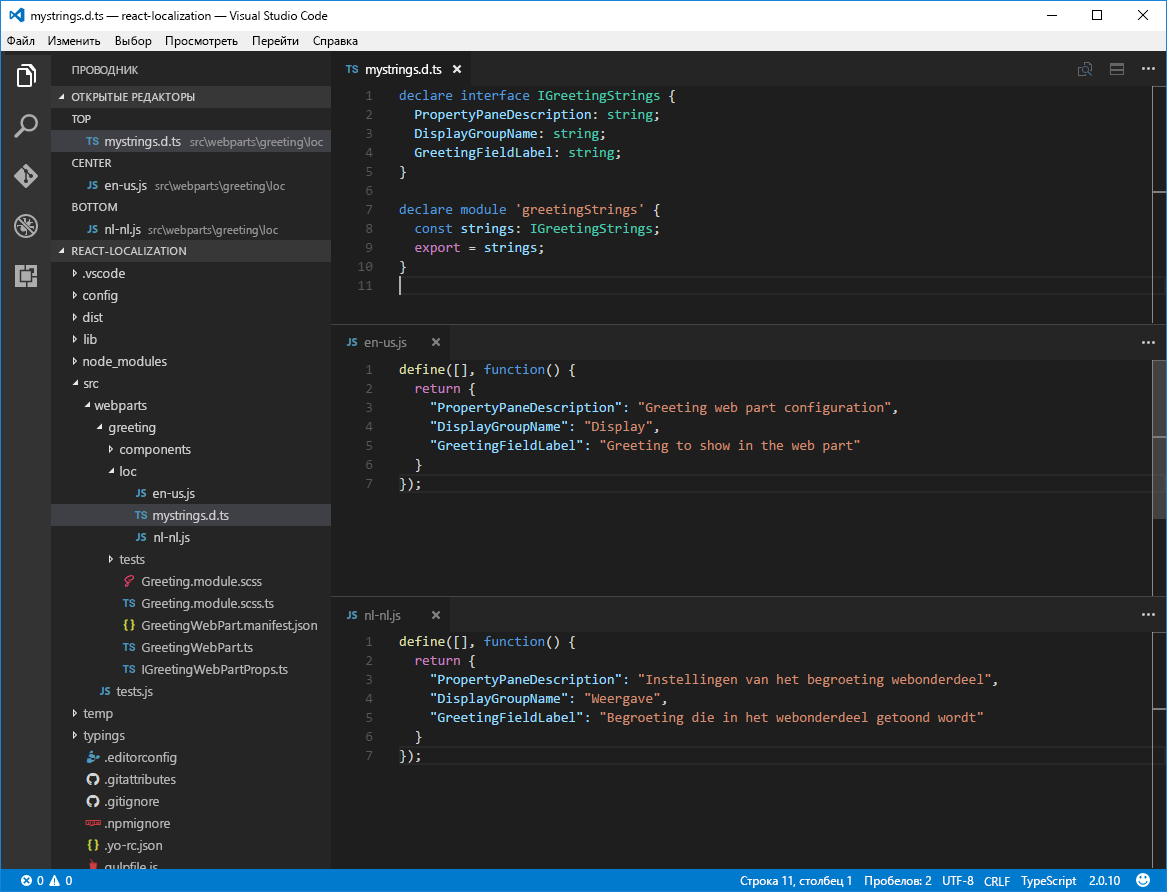 mystrings.d.ts — react-localization — Visual Studio Code
Файл Изменить Выбор Просмотреть Перейти Справка
ПРОВОДНИК
ОТКРЫТЫЕ РЕДАКТОРЫ
TOP
TS mystrings.d.ts src\webparts\greeting\loc
CENTER
JS en-us.js src\webparts\greeting\loc
BOTTOM
JS nl-nl.js src\webparts\greeting\loc
REACT-LOCALIZATION
.vscode
config
dist
lib
node_modules
src
webparts
greeting
components
loc
JS en-us.js
TS mystrings.d.ts
JS nl-nl.js
tests
Greeting.module.scss
TS Greeting.module.scss.ts
{} GreetingWebPart.manifest.json
TS GreetingWebPart.ts
TS IGreetingWebPartProps.ts
JS tests.js
temp
typings
.editorconfig
.gitattributes
.gitignore
.npmignore
{} .yo-rc.json
gulpfile.js
TS mystrings.d.ts
1 declare interface IGreetingStrings {
2 PropertyPaneDescription: string;
3 DisplayGroupName: string;
4 GreetingFieldLabel: string;
5 }
6
7 declare module 'greetingStrings' {
8 const strings: IGreetingStrings;
9 export = strings;
10 }
11
JS en-us.js
1 define([], function() {
2 return {
3 "PropertyPaneDescription": "Greeting web part configuration",
4 "DisplayGroupName": "Display",
5 "GreetingFieldLabel": "Greeting to show in the web part"
6 }
7 });
JS nl-nl.js
1 define([], function() {
2 return {
3 "PropertyPaneDescription": "Instellingen van het begroeting webonderdeel",
4 "DisplayGroupName": "Weergave",
5 "GreetingFieldLabel": "Begroeting die in het webonderdeel getoond wordt"
6 }
7 });
0 0 Строка 11, столбец 1 Пробелов: 2 UTF-8 CRLF TypeScript 2.0.10